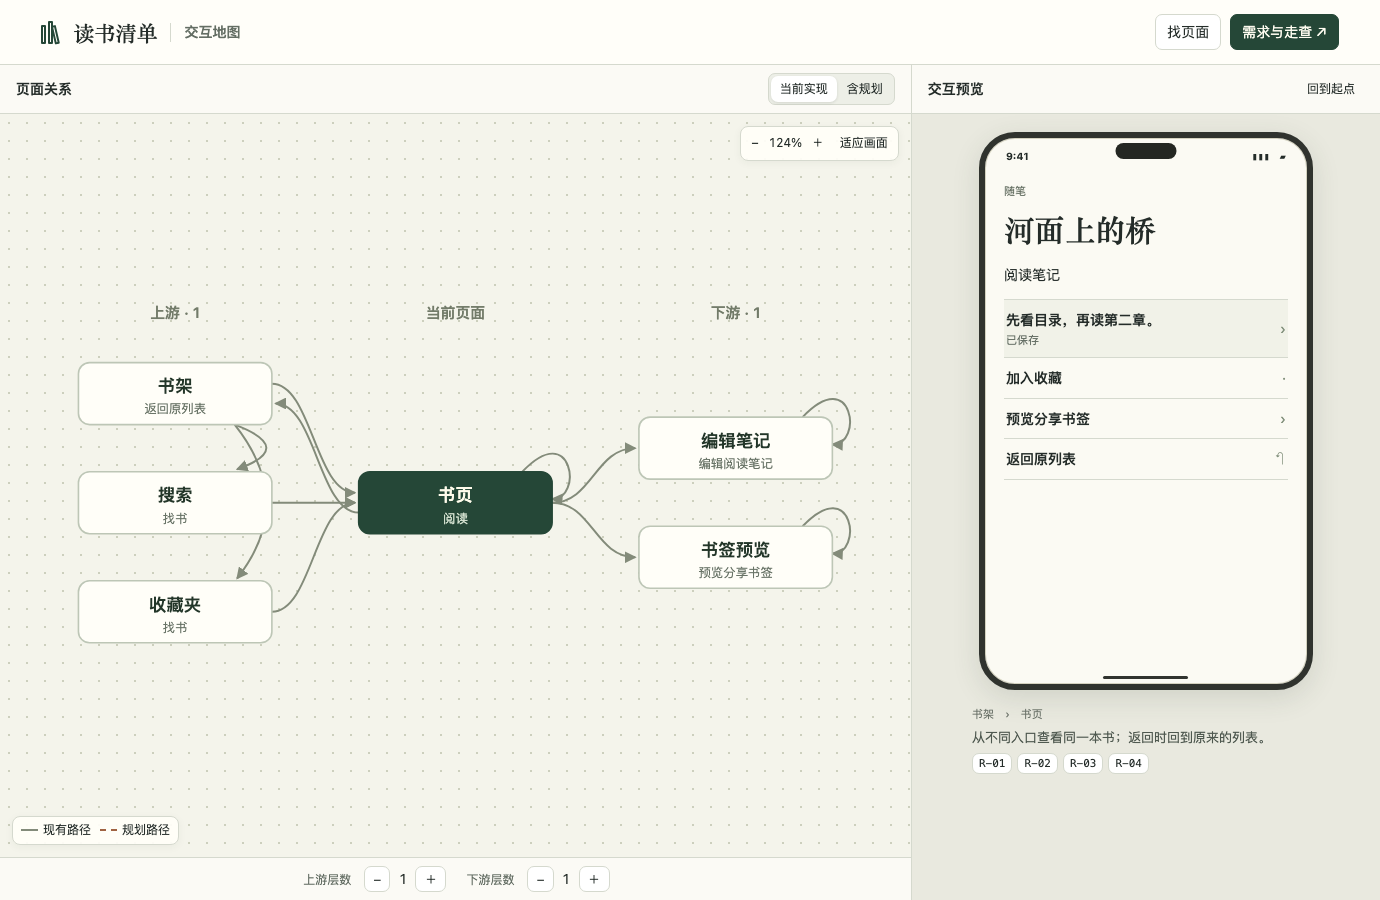 读书清单
交互地图
找页面
需求与走查 ↗
页面关系
当前实现
含规划
交互预览
回到起点
− 124% + 适应画面
上游 · 1
当前页面
下游 · 1
书架
返回原列表
搜索
找书
收藏夹
找书
书页
阅读
编辑笔记
编辑阅读笔记
书签预览
预览分享书签
现有路径
规划路径
上游层数 − 1 +
下游层数 − 1 +
9:41
随笔
河面上的桥
阅读笔记
先看目录，再读第二章。 ›
已保存
加入收藏 ·
预览分享书签 ›
返回原列表
书架 › 书页
从不同入口查看同一本书；返回时回到原来的列表。
R-01 R-02 R-03 R-04